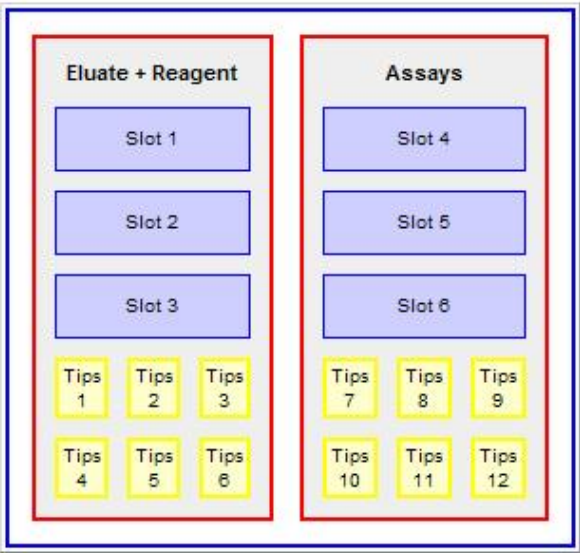 Eluate + Reagent
Slot 1
Slot 2
Slot 3
Tips
1
Tips
2
Tips
3
Tips
4
Tips
5
Tips
6
Assays
Slot 4
Slot 5
Slot 6
Tips
7
Tips
8
Tips
9
Tips
10
Tips
11
Tips
12